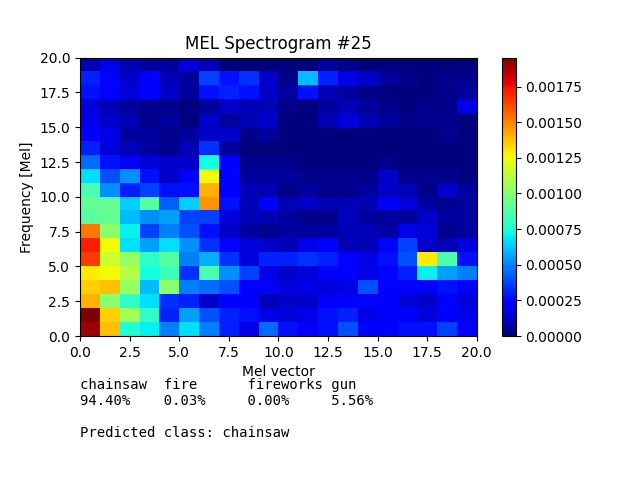 MEL Spectrogram #25
20.0
17.5
15.0
12.5
10.0
7.5
5.0
2.5
0.0
Frequency [Mel]
0.0 2.5 5.0 7.5 10.0 12.5 15.0 17.5 20.0
Mel vector
0.00175
0.00150
0.00125
0.00100
0.00075
0.00050
0.00025
0.00000
chainsaw fire fireworks gun
94.40% 0.03% 0.00% 5.56%
Predicted class: chainsaw